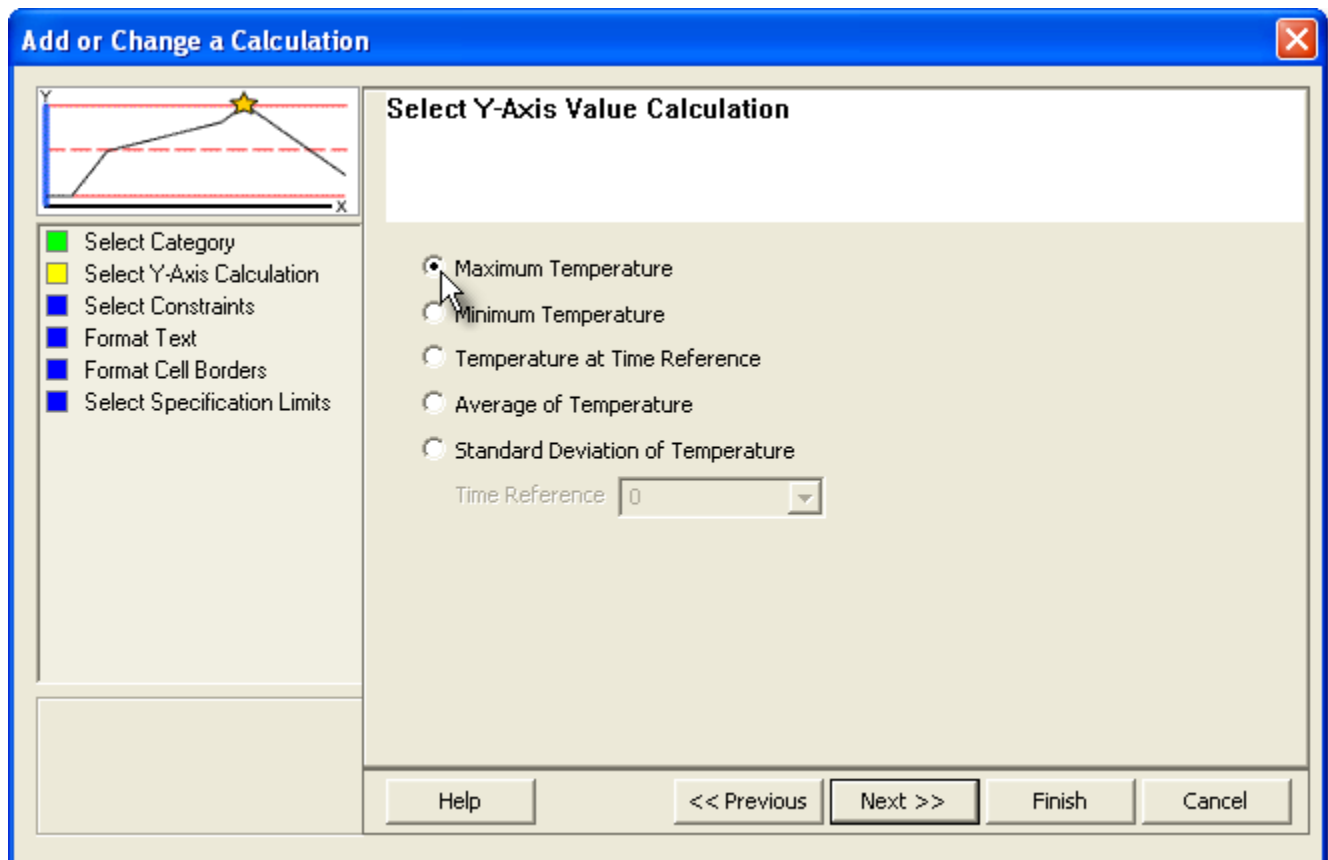 Add or Change a Calculation
Y
X
Select Category
Select Y-Axis Calculation
Select Constraints
Format Text
Format Cell Borders
Select Specification Limits
Select Y-Axis Value Calculation
Maximum Temperature
Minimum Temperature
Temperature at Time Reference
Average of Temperature
Standard Deviation of Temperature
Time Reference 0
Help << Previous Next >> Finish Cancel